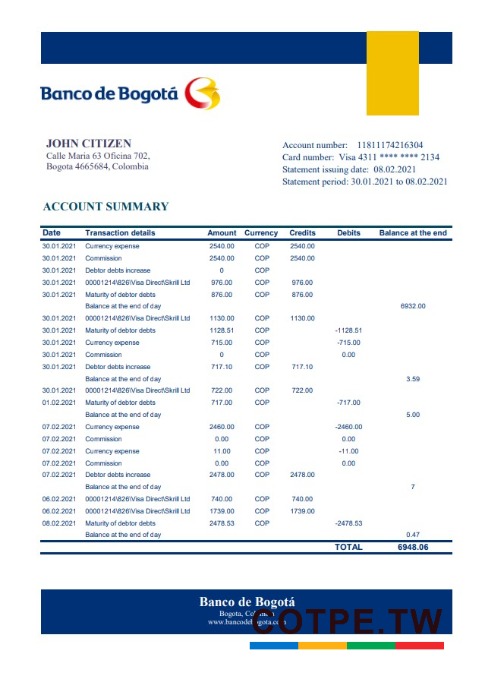 Banco de Bogotá
JOHN CITIZEN
Calle Maria 63 Oficina 702,
Bogota 4665684, Colombia
Account number: 11811174216304
Card number: Visa 4311 **** **** 2134
Statement issuing date: 08.02.2021
Statement period: 30.01.2021 to 08.02.2021
ACCOUNT SUMMARY
Date Transaction details Amount Currency Credits Debits Balance at the end
30.01.2021 Currency expense 2540.00 COP 2540.00
30.01.2021 Commission 2540.00 COP 2540.00
30.01.2021 Debtor debts increase 0 COP
30.01.2021 00001214\826\Visa Direct\Skrill Ltd 976.00 COP 976.00
30.01.2021 Maturity of debtor debts 876.00 COP 876.00
Balance at the end of day 6932.00
30.01.2021 00001214\826\Visa Direct\Skrill Ltd 1130.00 COP 1130.00
30.01.2021 Maturity of debtor debts 1128.51 COP -1128.51
30.01.2021 Currency expense 715.00 COP -715.00
30.01.2021 Commission 0 COP 0.00
30.01.2021 Debtor debts increase 717.10 COP 717.10
Balance at the end of day 3.59
30.01.2021 00001214\826\Visa Direct\Skrill Ltd 722.00 COP 722.00
01.02.2021 Maturity of debtor debts 717.00 COP -717.00
Balance at the end of day 5.00
07.02.2021 Currency expense 2460.00 COP -2460.00
07.02.2021 Commission 0.00 COP 0.00
07.02.2021 Currency expense 11.00 COP -11.00
07.02.2021 Commission 0.00 COP 0.00
07.02.2021 Debtor debts increase 2478.00 COP 2478.00
Balance at the end of day 7
06.02.2021 00001214\826\Visa Direct\Skrill Ltd 740.00 COP 740.00
06.02.2021 00001214\826\Visa Direct\Skrill Ltd 1739.00 COP 1739.00
08.02.2021 Maturity of debtor debts 2478.53 COP -2478.53
Balance at the end of day 0.47
TOTAL 6948.06
Banco de Bogotá
Bogota,
www.bancodebogota.com
COTPE.TW